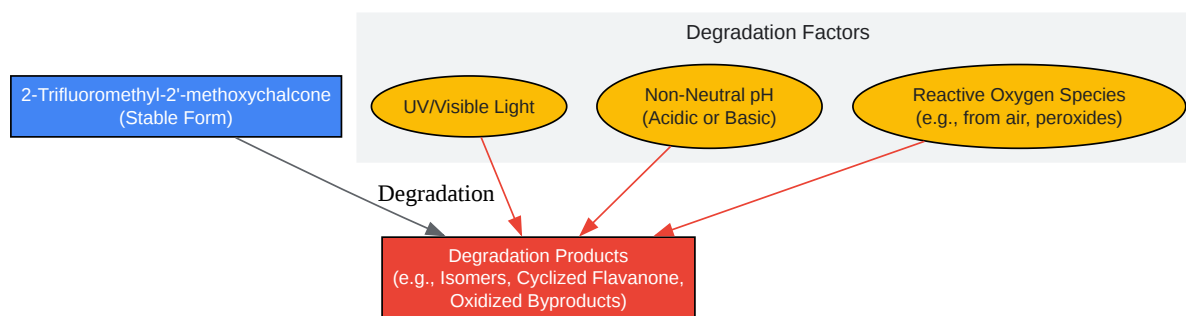 Degradation Factors
2-Trifluoromethyl-2'-methoxychalcone
(Stable Form)
UV/Visible Light
Non-Neutral pH
(Acidic or Basic)
Reactive Oxygen Species
(e.g., from air, peroxides)
Degradation
Degradation Products
(e.g., Isomers, Cyclized Flavanone,
Oxidized Byproducts)